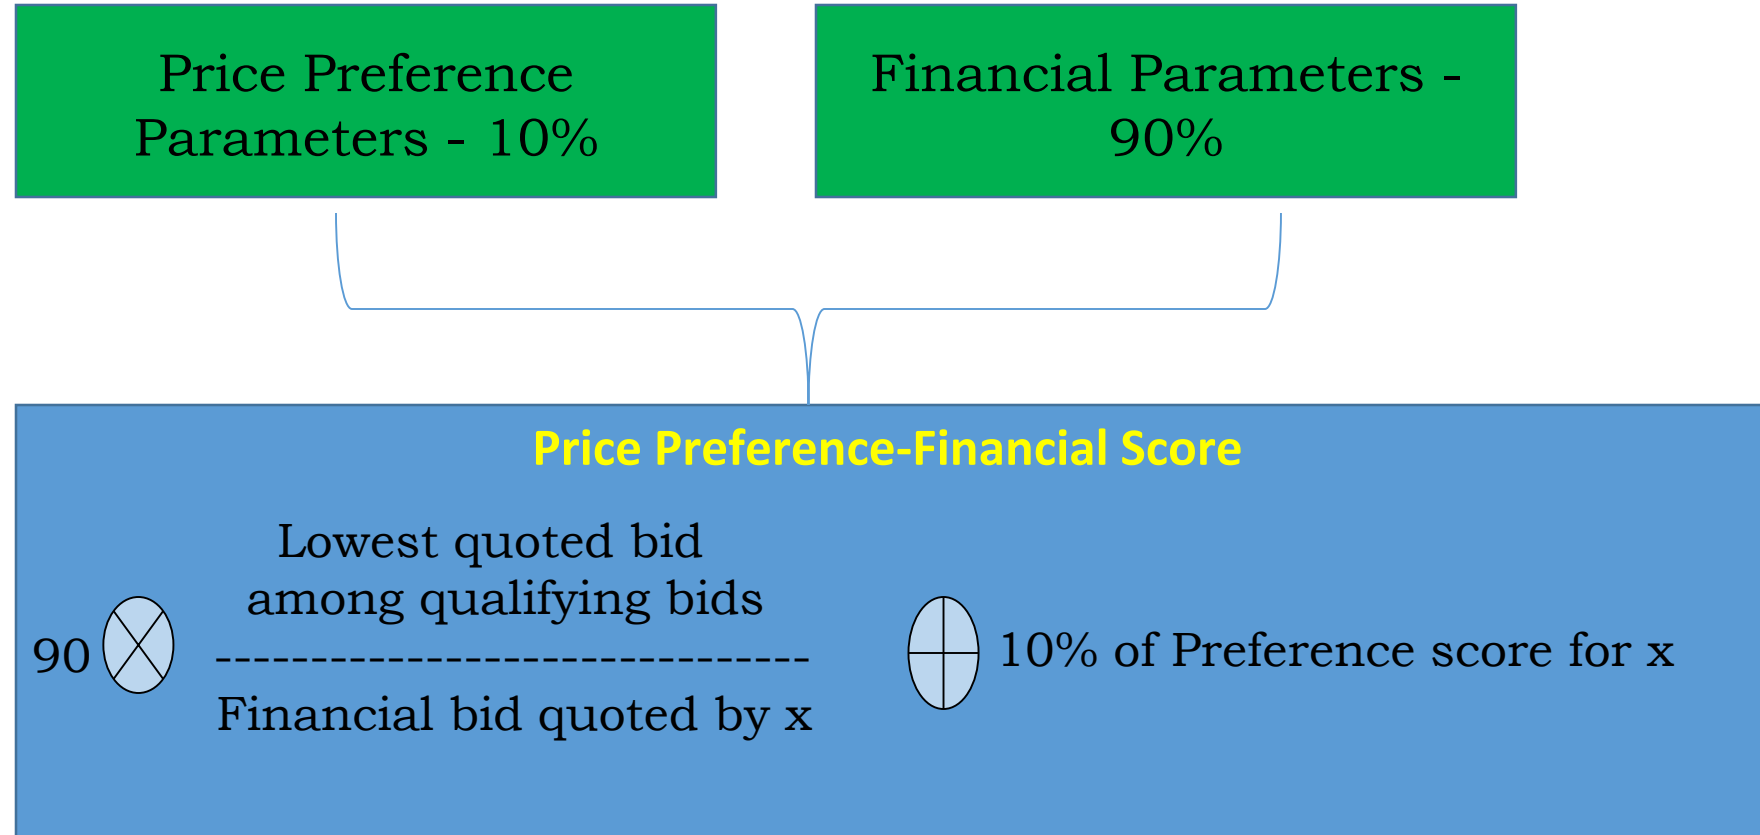 Price Preference
Parameters - 10%
Financial Parameters -
90%
Price Preference-Financial Score
Lowest quoted bid
among qualifying bids
90
-------------------------------
10% of Preference score for x
Financial bid quoted by x